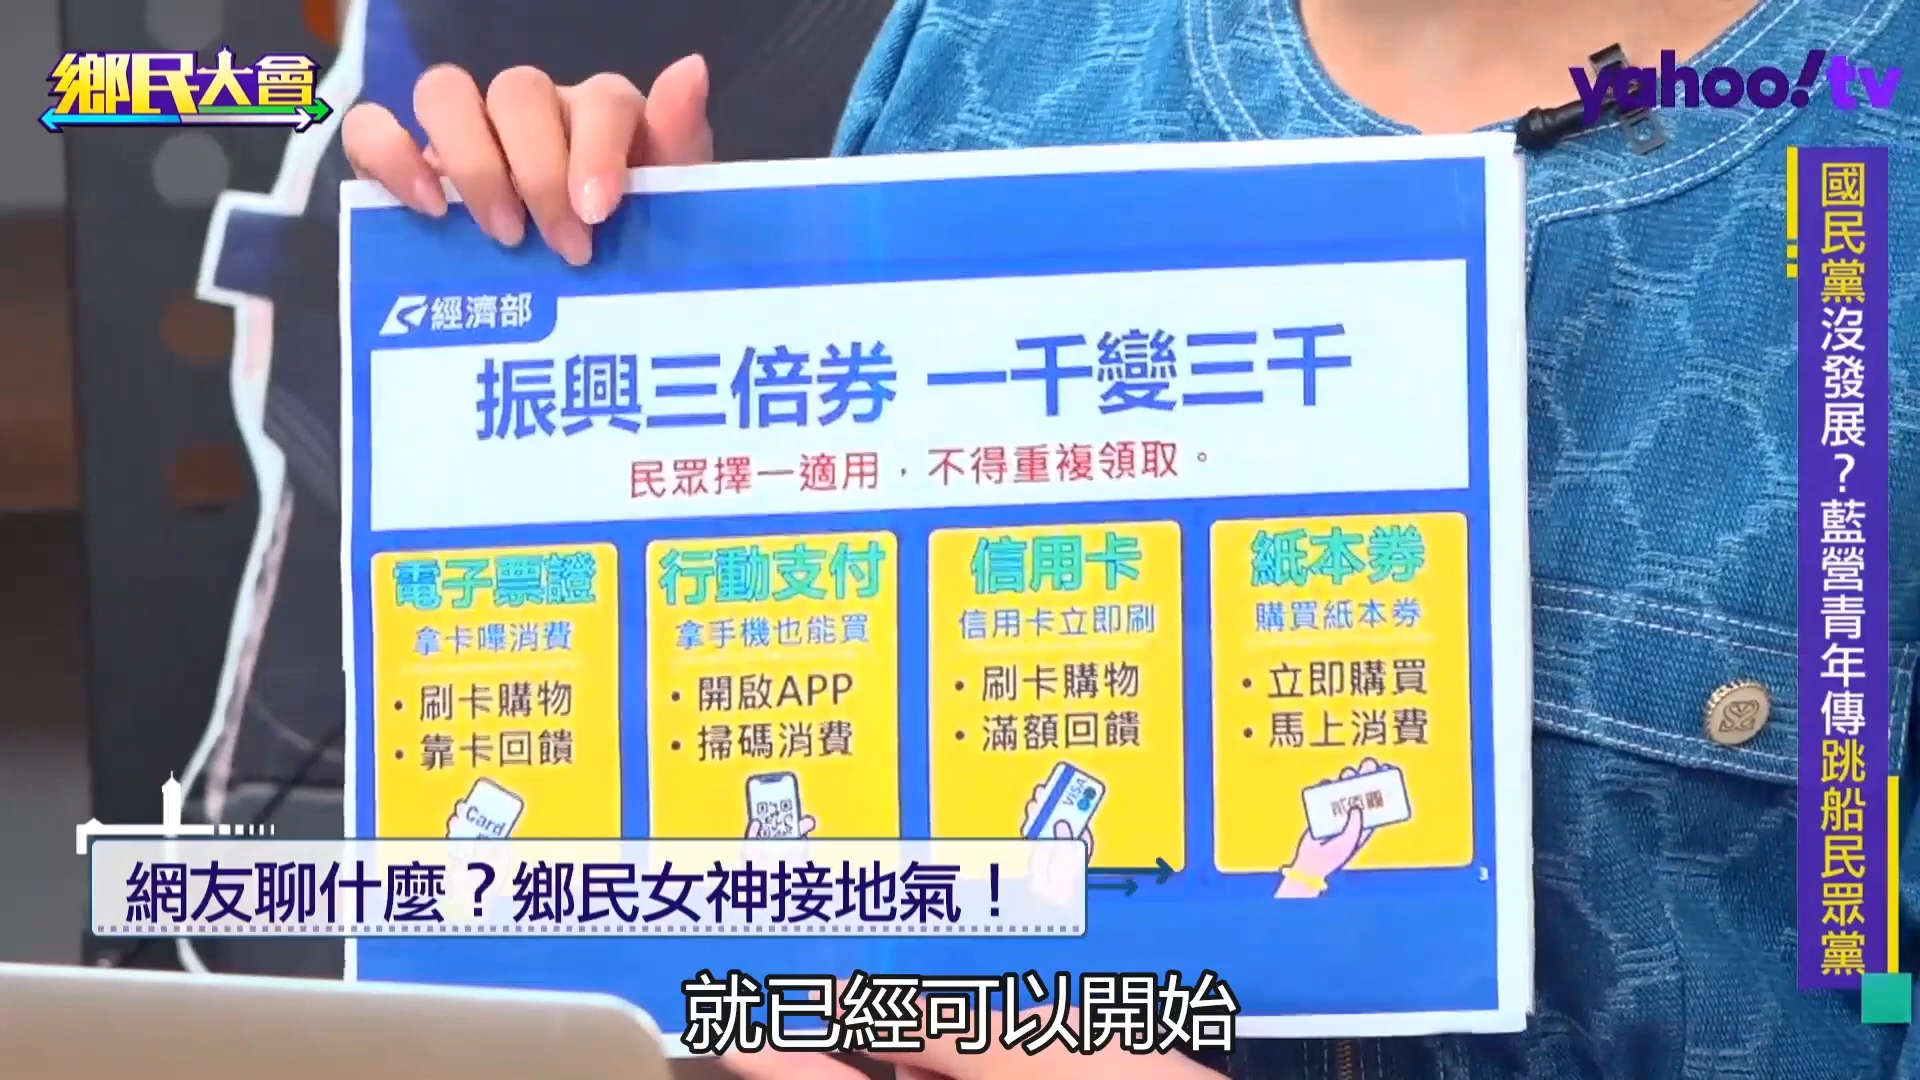 鄉民大會
yahoo!tv
經濟部
振興三倍券 一千變三千
民眾擇一適用，不得重複領取。
電子票證
拿卡嗶消費
・刷卡購物
・靠卡回饋
Card
行動支付
拿手機也能買
・開啟APP
・掃碼消費
信用卡
信用卡立即刷
・刷卡購物
・滿額回饋
VISA
紙本券
購買紙本券
・立即購買
・馬上消費
貳佰圓
3
國民黨沒發展？藍營青年傳跳船民眾黨
網友聊什麼？鄉民女神接地氣！
就已經可以開始